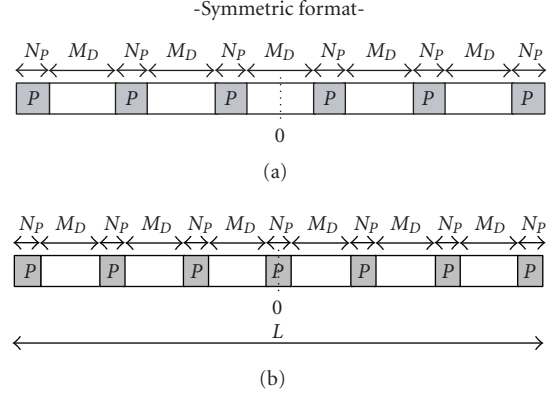 -Symmetric format-
N_P M_D N_P M_D N_P M_D N_P M_D N_P M_D N_P
P P P P P P
0
(a)
N_P M_D N_P M_D N_P M_D N_P M_D N_P M_D N_P M_D N_P
P P P P P P P
0
L
(b)